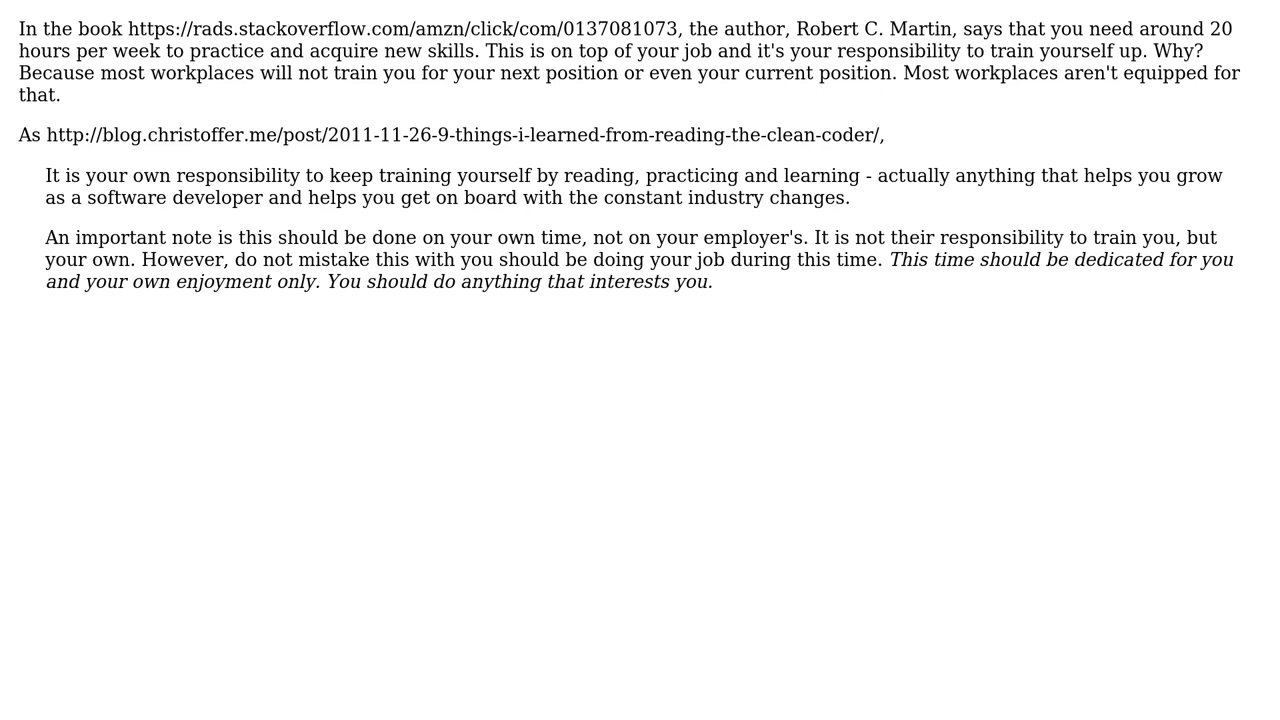 In the book https://rads.stackoverflow.com/amzn/click/com/0137081073, the author, Robert C. Martin, says that you need around 20
hours per week to practice and acquire new skills. This is on top of your job and it's your responsibility to train yourself up. Why?
Because most workplaces will not train you for your next position or even your current position. Most workplaces aren't equipped for
that.
As http://blog.christoffer.me/post/2011-11-26-9-things-i-learned-from-reading-the-clean-coder/,
It is your own responsibility to keep training yourself by reading, practicing and learning - actually anything that helps you grow
as a software developer and helps you get on board with the constant industry changes.
An important note is this should be done on your own time, not on your employer's. It is not their responsibility to train you, but
your own. However, do not mistake this with you should be doing your job during this time. This time should be dedicated for you
and your own enjoyment only. You should do anything that interests you.